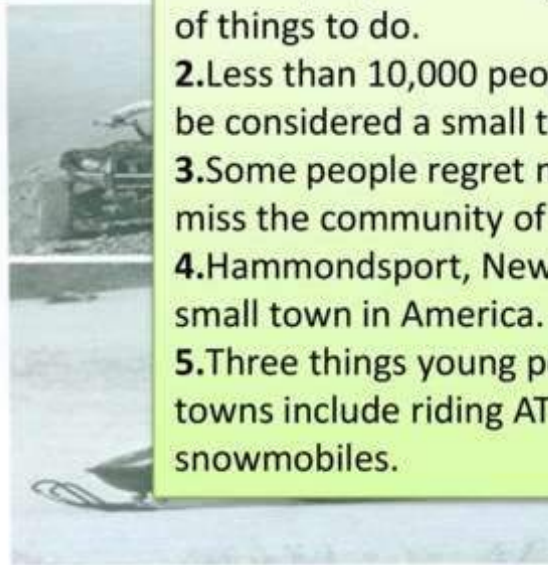 of things to do.
2.Less than 10,000 peo
be considered a small t
3.Some people regret
miss the community of
4.Hammondsport, New
small town in America.
5.Three things young p
towns include riding AT
snowmobiles.